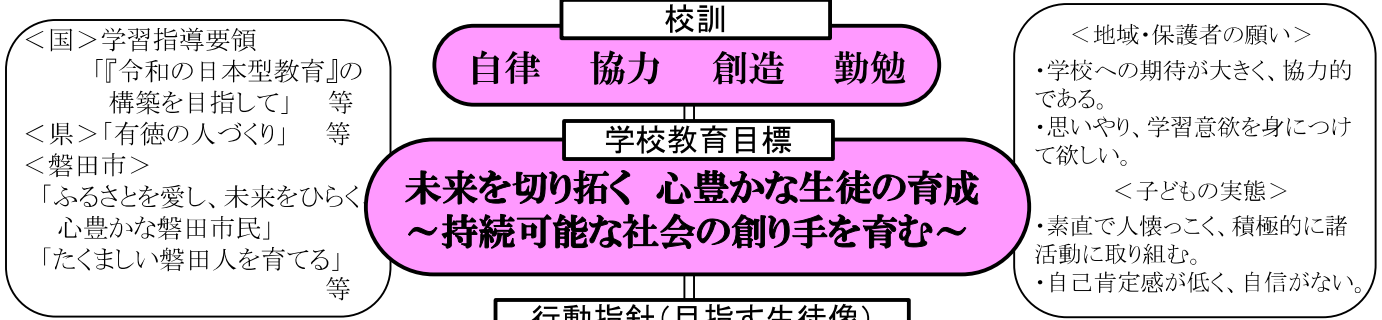 ＜国＞学習指導要領
「『令和の日本型教育』の
構築を目指して」　等
＜県＞「有徳の人づくり」　等
＜磐田市＞
「ふるさとを愛し、未来をひらく
心豊かな磐田市民」
「たくましい磐田人を育てる」
等
校訓
自律　協力　創造　勤勉
学校教育目標
未来を切り拓く　心豊かな生徒の育成
～持続可能な社会の創り手を育む～
行動指針（目指す生徒像）
＜地域・保護者の願い＞
・学校への期待が大きく、協力的
である。
・思いやり、学習意欲を身につけ
て欲しい。
＜子どもの実態＞
・素直で人懐っこく、積極的に諸
活動に取り組む。
・自己肯定感が低く、自信がない。